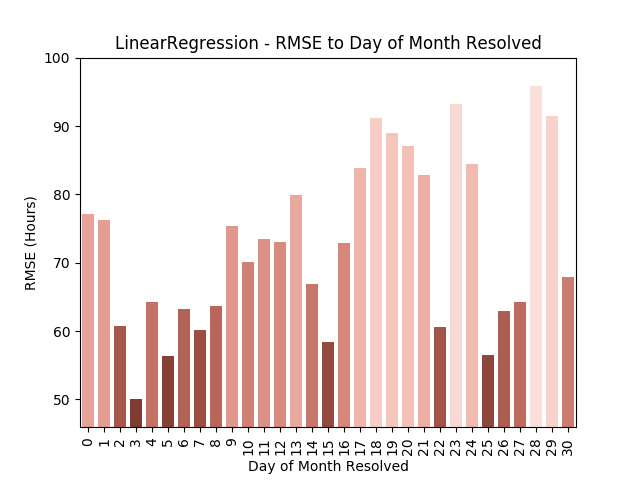 LinearRegression - RMSE to Day of Month Resolved
100
90
80
70
60
50
RMSE (Hours)
0 1 2 3 4 5 6 7 8 9 10 11 12 13 14 15 16 17 18 19 20 21 22 23 24 25 26 27 28 29 30
Day of Month Resolved